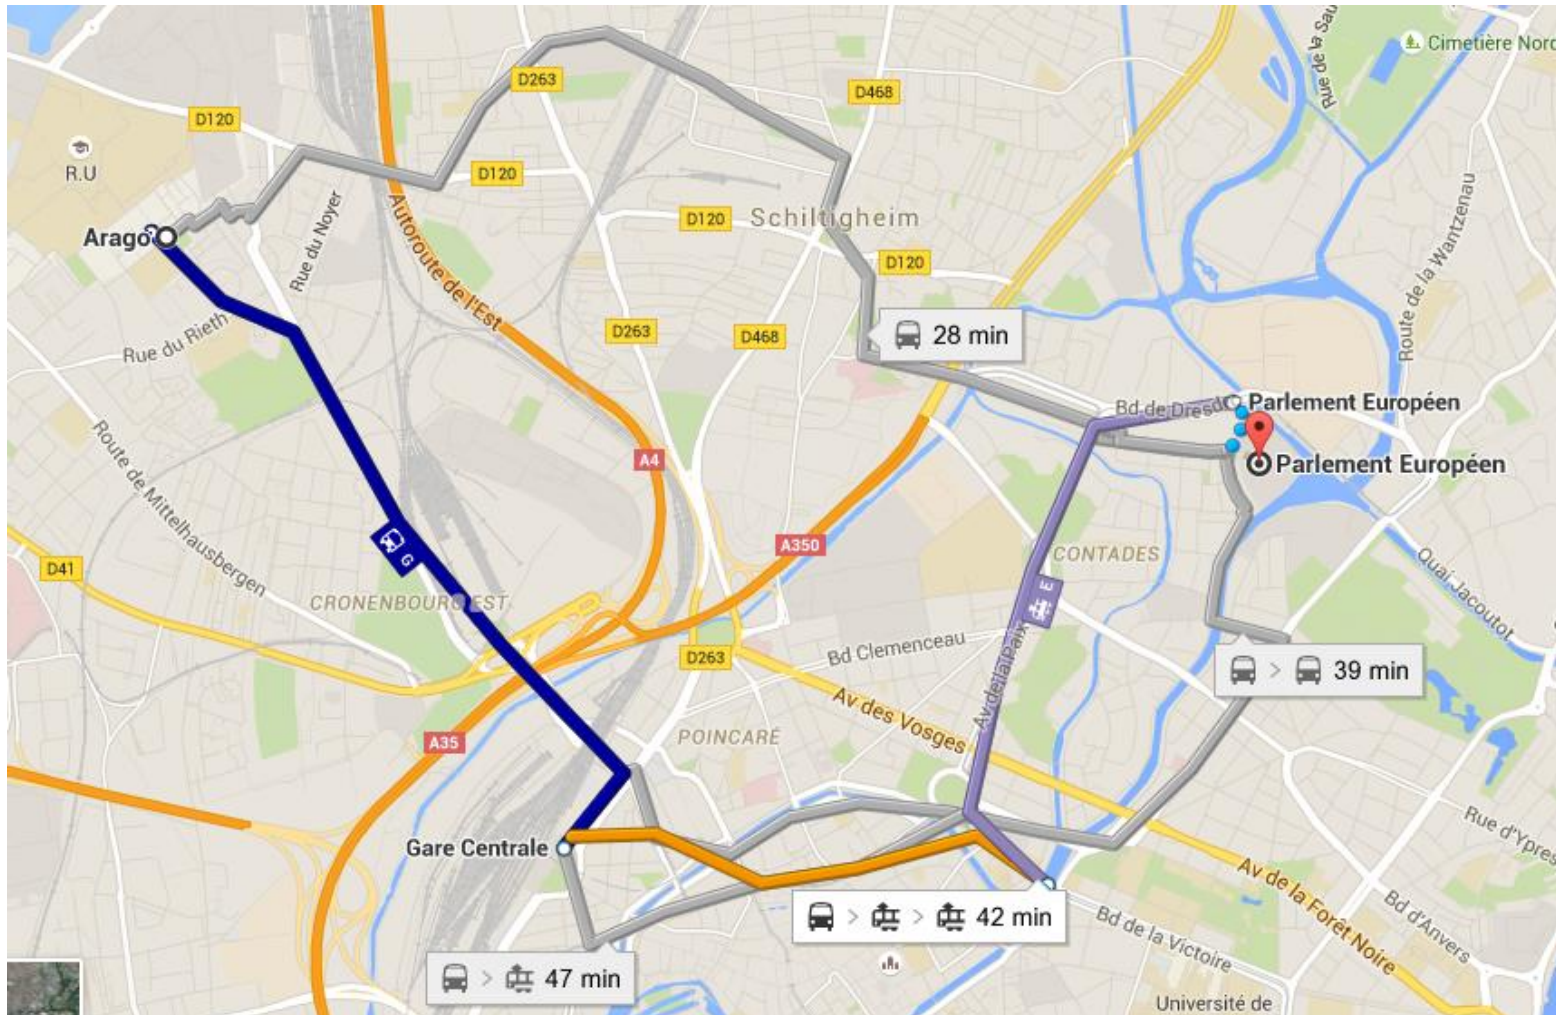 Cimetière Nord
Rue de la Sau
D263
D468
D120
R.U
D120
Rue du Noyer
Autoroute de l'Est
D120
Schiltigheim
Route de la Wantzenau
Arago
D120
D263
D468
28 min
Rue du Rieth
Bd de Dresde
Parlement Européen
Parlement Européen
Route de Mittelhausbergen
A4
A350
G
CONTADES
D41
E
Quai Jacoutot
CRONENBOURG EST
Bd Clemenceau
D263
39 min
Av de la Paix
Av des Vosges
A35
POINCARÉ
Rue d'Ypres
Gare Centrale
Av de la Forêt Noire
> > 42 min
Bd d'Anvers
Bd de la Victoire
> 47 min
Université de